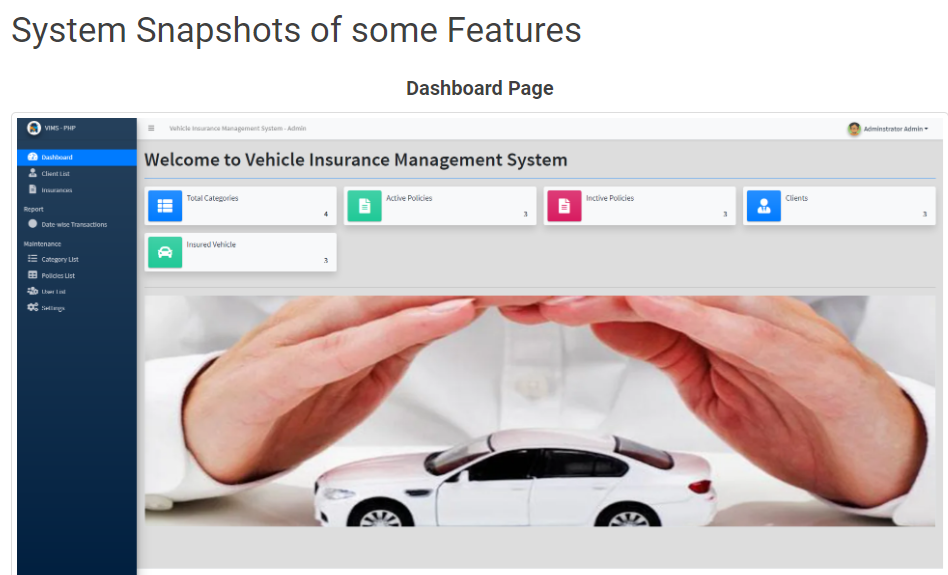 System Snapshots of some Features
Dashboard Page
VIMS - PHP
Vehicle Insurance Management System - Admin
Adminstrator Admin
Dashboard
Client List
Insurances
Report
Date-wise Transactions
Maintenance
Category List
Policies List
User List
Settings
Welcome to Vehicle Insurance Management System
Total Categories
4
Active Policies
3
Inctive Policies
3
Clients
3
Insured Vehicle
3